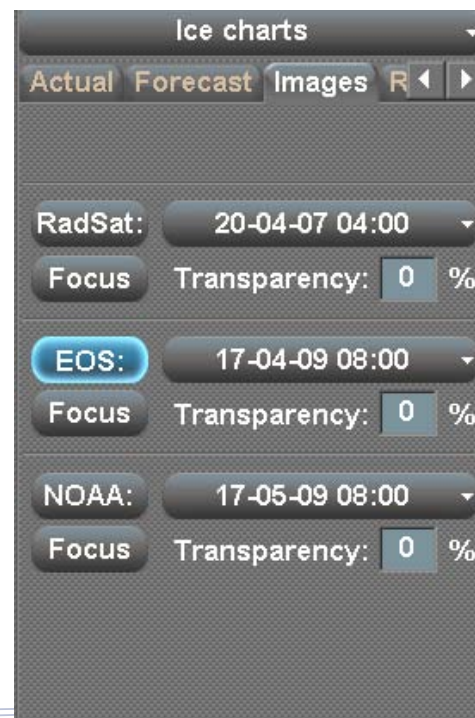 Ice charts
Actual Forecast Images R
RadSat: 20-04-07 04:00
Focus Transparency: 0 %
EOS: 17-04-09 08:00
Focus Transparency: 0 %
NOAA: 17-05-09 08:00
Focus Transparency: 0 %